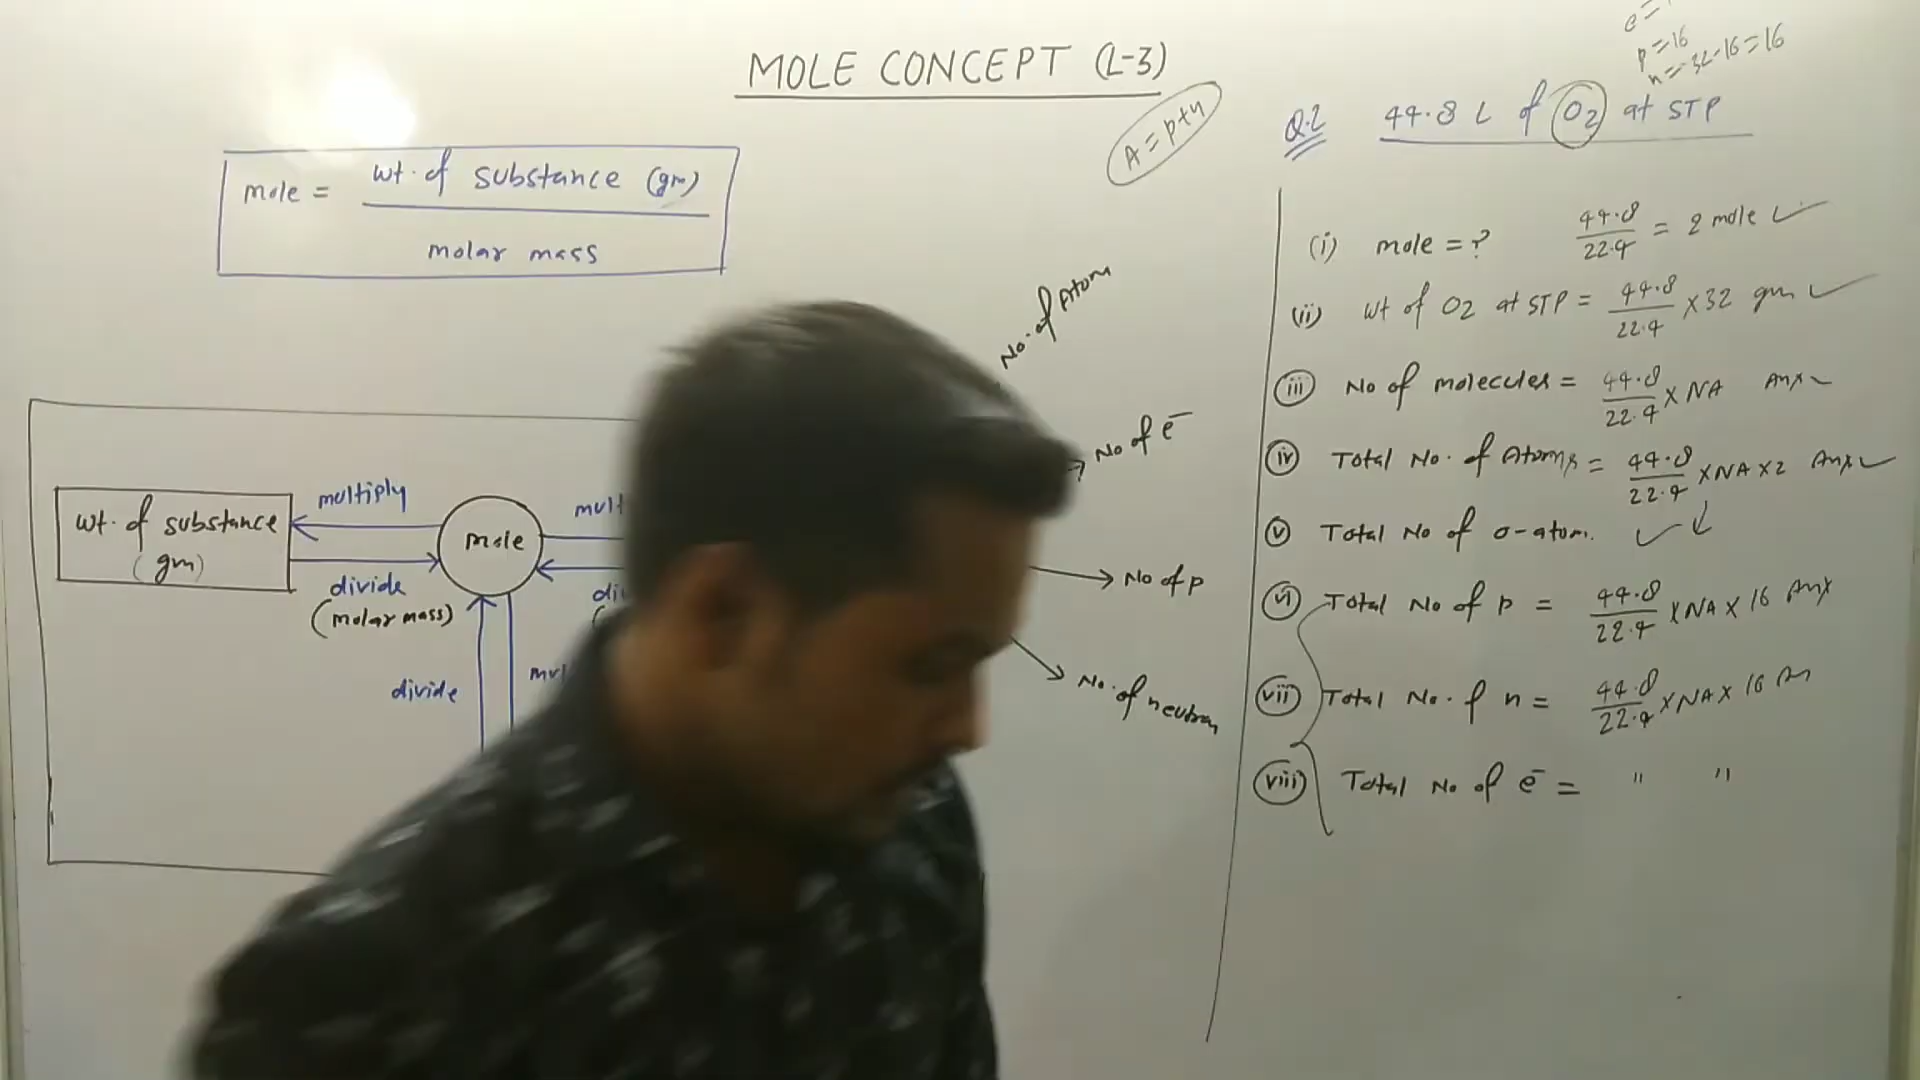 MOLE CONCEPT (L-3)
mole = wt. of substance (gm)
molar mass
A = p+n
wt. of substance
(gm)
multiply
divide
(molar mass)
mole
divide
No. of Atom
No of e⁻
No of p
No. of neutron
p = 16
n = 32-16 = 16
Q.2 44.8 L of O2 at STP
(i) mole = ? 44.8/22.4 = 2 mole ✓
(ii) wt of O2 at STP = 44.8/22.4 × 32 gm ✓
(iii) No of molecules = 44.8/22.4 × NA Ans
(iv) Total No. of Atoms = 44.8/22.4 × NA × 2 Ans
(v) Total No of o-atom. ✓
(vi) Total No of p = 44.8/22.4 × NA × 16 Ans
(vii) Total No. of n = 44.8/22.4 × NA × 16
(viii) Total No of e⁻ = " "